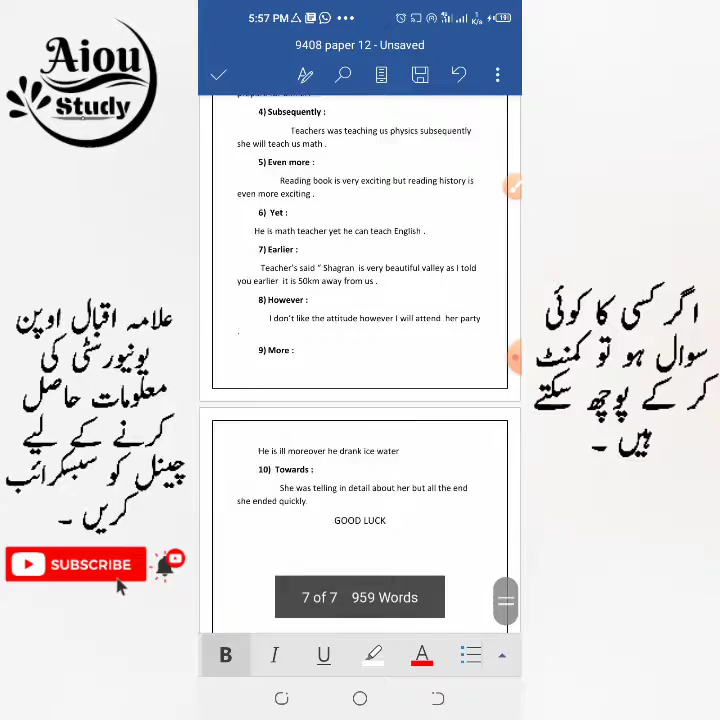 Aiou
Study
5:57 PM
9408 paper 12 - Unsaved
4) Subsequently :
Teachers was teaching us physics subsequently
she will teach us math .
5) Even more :
Reading book is very exciting but reading history is
even more exciting .
6) Yet :
He is math teacher yet he can teach English .
7) Earlier :
Teacher's said " Shagran is very beautiful valley as I told
you earlier it is 50km away from us .
8) However :
I don't like the attitude however I will attend her party
.
9) More :
He is ill moreover he drank ice water
10) Towards :
She was telling in detail about her but all the end
she ended quickly.
GOOD LUCK
7 of 7 959 Words
B I U A
علامہ اقبال اوپن
یونیورسٹی کی
معلومات حاصل
کرنے کے لیے
چینل کو سبسکرائب
کریں ۔
SUBSCRIBE
اگر کسی کا کوئی
سوال ہو تو کمنٹ
کر کے پوچھ سکتے
ہیں ۔